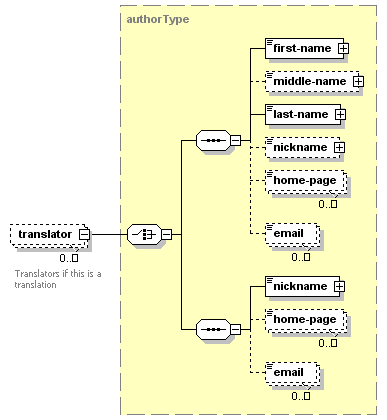 authorType
first-name
middle-name
last-name
nickname
home-page
0..□
email
0..□
translator
0..□
Translators if this is a
translation
nickname
home-page
0..□
email
0..□